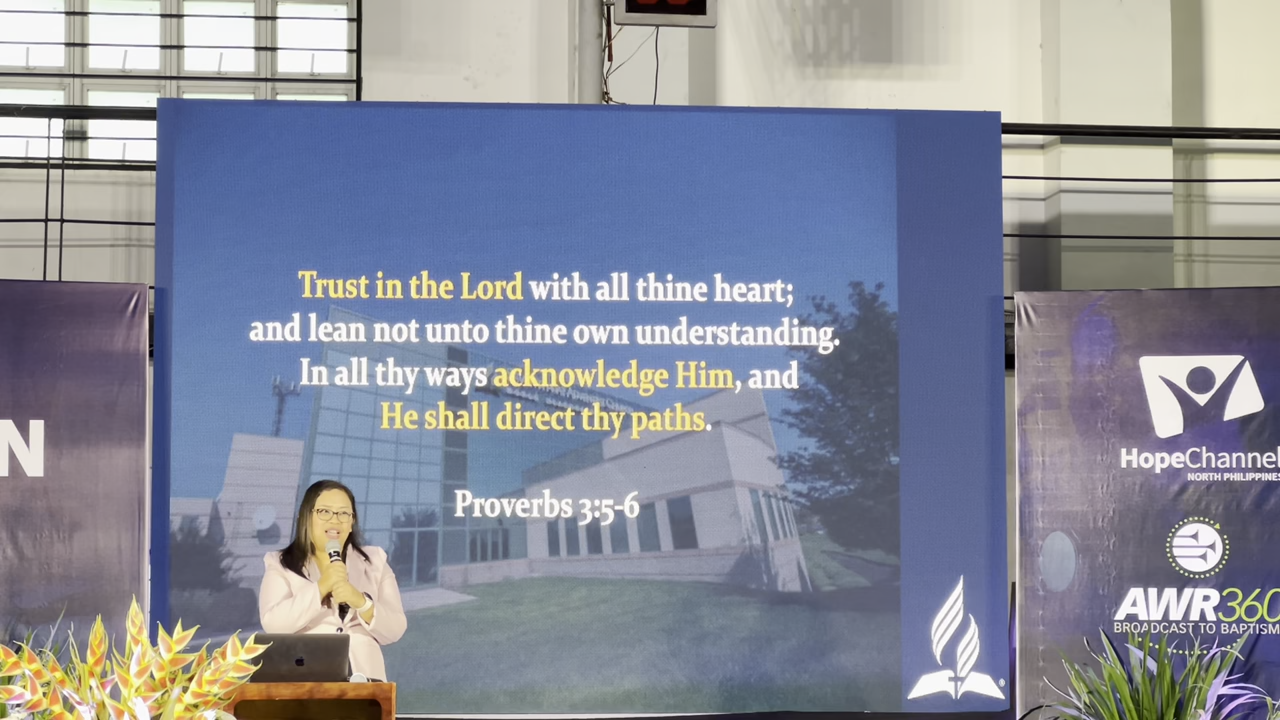 Trust in the Lord with all thine heart;
and lean not unto thine own understanding.
In all thy ways acknowledge Him, and
He shall direct thy paths.
Proverbs 3:5-6
N
HopeChannel
NORTH PHILIPPINES
AWR360
BROADCAST TO BAPTISM